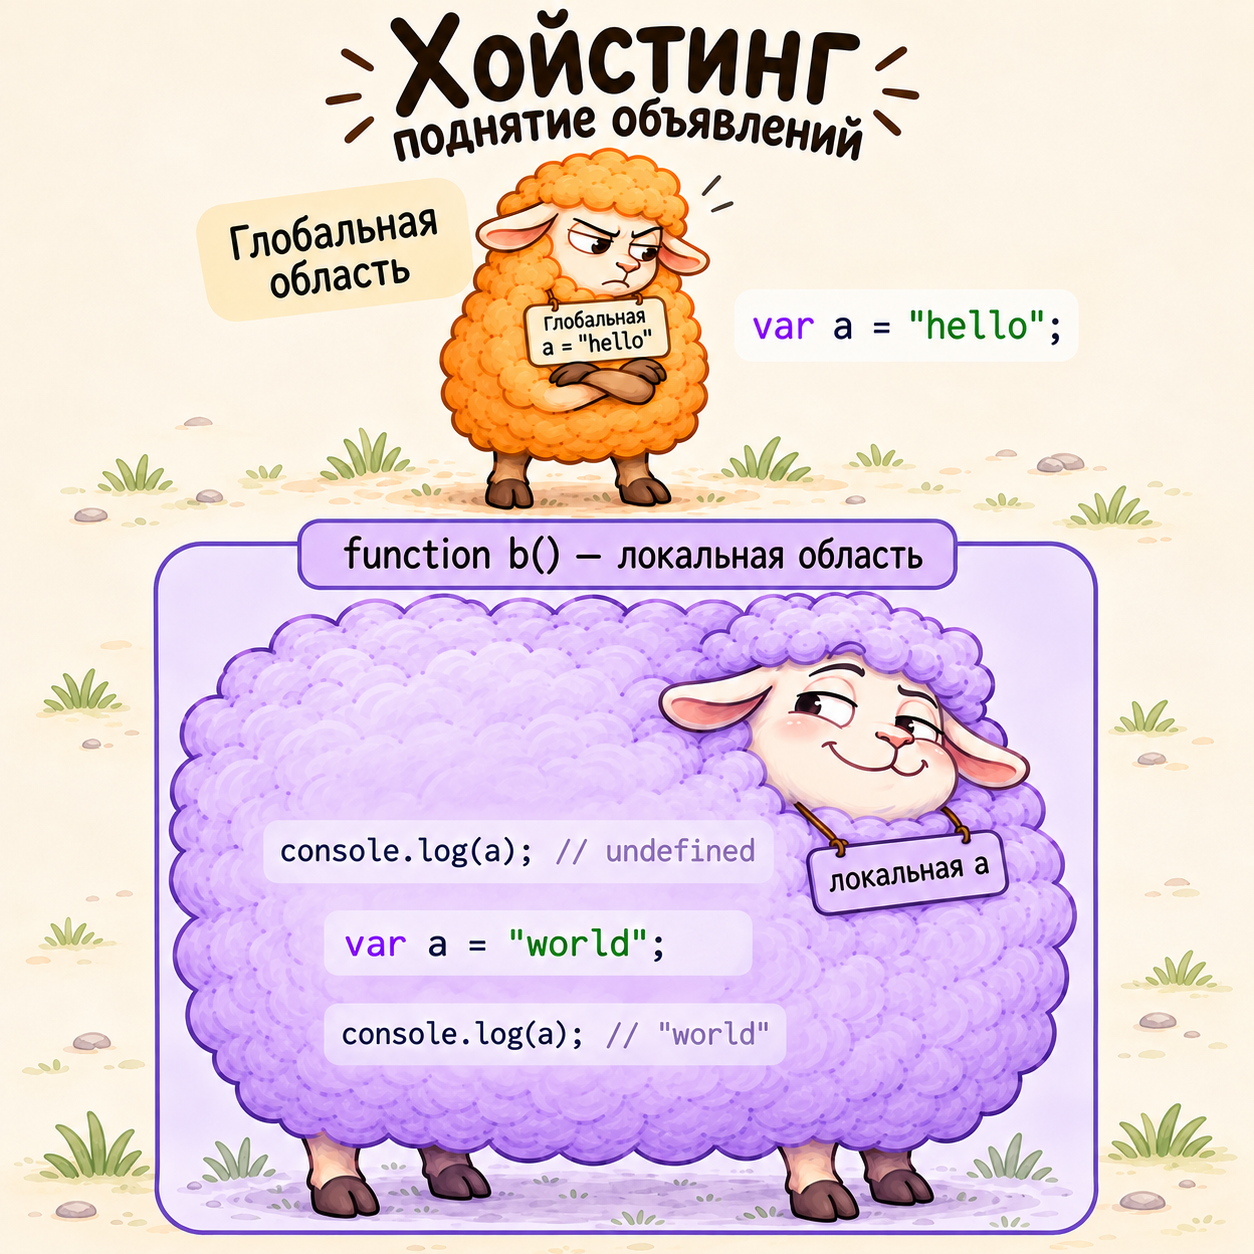 Хойстинг
поднятие объявлений
Глобальная
область
Глобальная
a = "hello"
var a = "hello";
function b() — локальная область
console.log(a); // undefined
локальная a
var a = "world";
console.log(a); // "world"